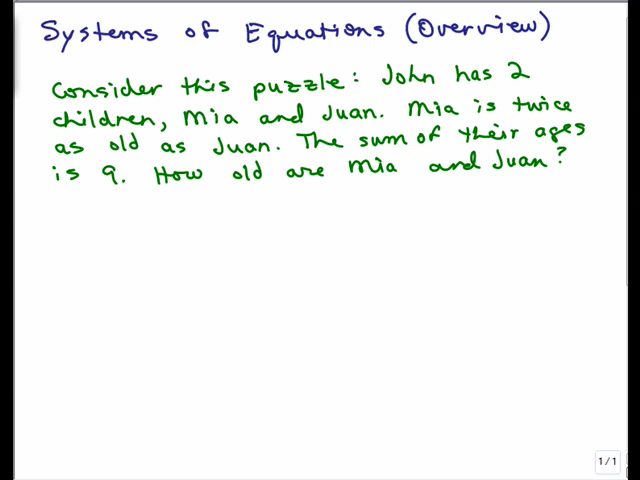 Systems of Equations (Overview)
Consider this puzzle: John has 2
children, Mia and Juan. Mia is twice
as old as Juan. The sum of their ages
is 9. How old are Mia and Juan?
1/1